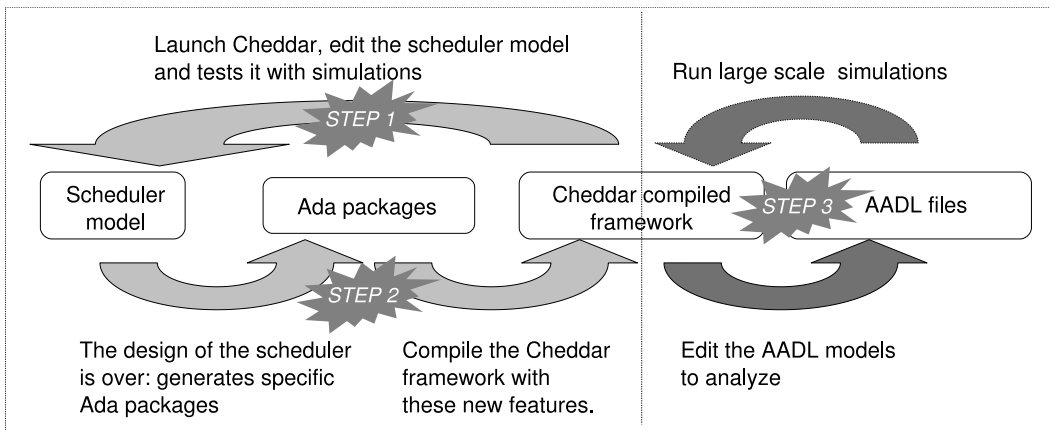 Launch Cheddar, edit the scheduler model
and tests it with simulations
Run large scale simulations
STEP 1
Scheduler
model
Ada packages
Cheddar compiled
framework
STEP 3
AADL files
STEP 2
The design of the scheduler
is over: generates specific
Ada packages
Compile the Cheddar
framework with
these new features.
Edit the AADL models
to analyze